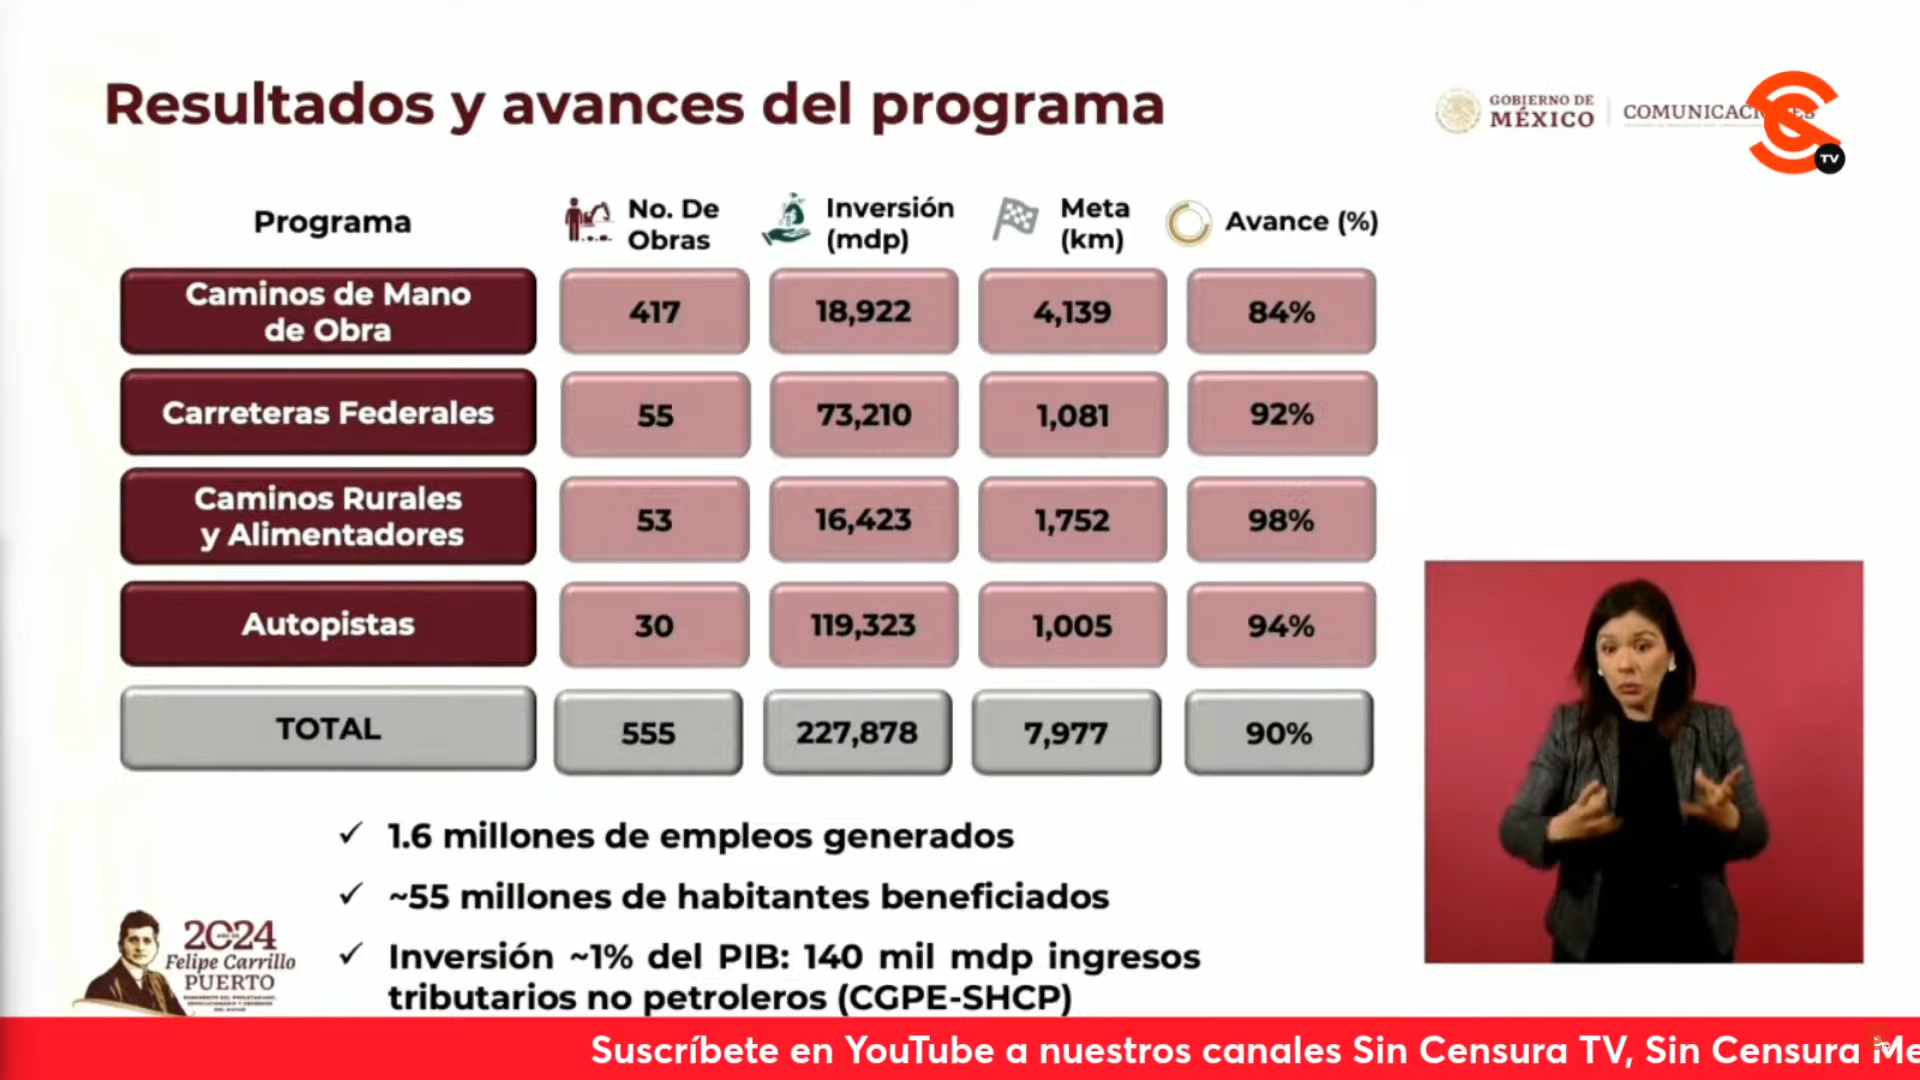 Resultados y avances del programa
GOBIERNO DE
MÉXICO
TV
Programa
No. De
Obras
Inversión
(mdp)
Meta
(km)
Avance (%)
Caminos de Mano
de Obra
417
18,922
4,139
84%
Carreteras Federales
55
73,210
1,081
92%
Caminos Rurales
y Alimentadores
53
16,423
1,752
98%
Autopistas
30
119,323
1,005
94%
TOTAL
555
227,878
7,977
90%
✓ 1.6 millones de empleos generados
✓ ~55 millones de habitantes beneficiados
✓ Inversión ~1% del PIB: 140 mil mdp ingresos
tributarios no petroleros (CGPE-SHCP)
2024
Felipe Carrillo
PUERTO
Suscríbete en YouTube a nuestros canales Sin Censura TV, Sin Censura Me